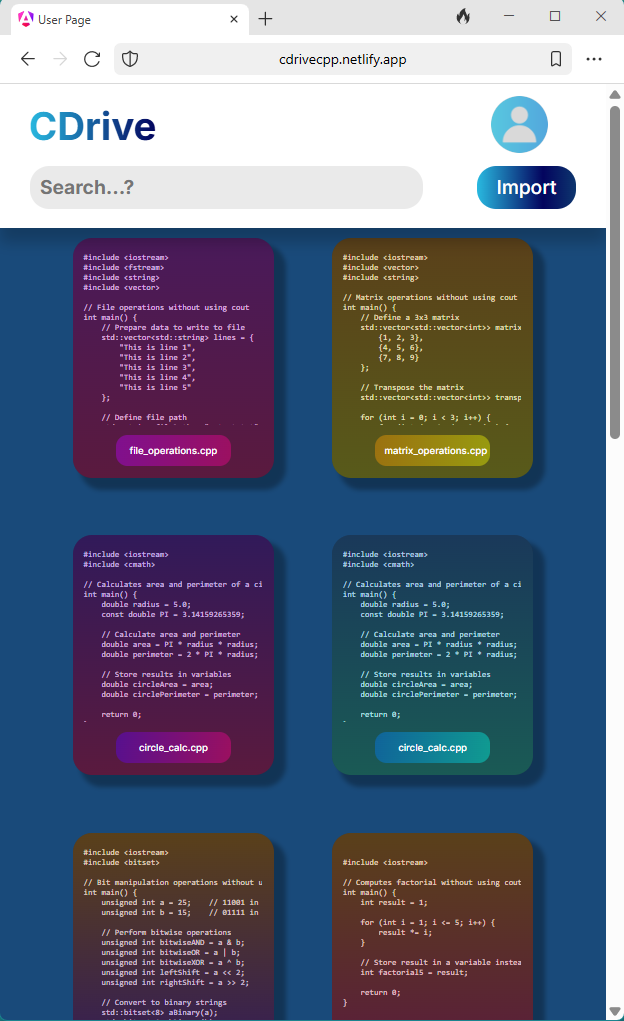 User Page
cdrivecpp.netlify.app
CDrive
Search...?
Import
#include <iostream>
#include <fstream>
#include <string>
#include <vector>
// File operations without using cout
int main() {
// Prepare data to write to file
std::vector<std::string> lines = {
"This is line 1",
"This is line 2",
"This is line 3",
"This is line 4",
"This is line 5"
};
// Define file path
file_operations.cpp
#include <iostream>
#include <vector>
#include <string>
// Matrix operations without using cout
int main() {
// Define a 3x3 matrix
std::vector<std::vector<int>> matrix
{1, 2, 3},
{4, 5, 6},
{7, 8, 9}
};
// Transpose the matrix
std::vector<std::vector<int>> transp
for (int i = 0; i < 3; i++) {
matrix_operations.cpp
#include <iostream>
#include <cmath>
// Calculates area and perimeter of a ci
int main() {
double radius = 5.0;
const double PI = 3.14159265359;
// Calculate area and perimeter
double area = PI * radius * radius;
double perimeter = 2 * PI * radius;
// Store results in variables
double circleArea = area;
double circlePerimeter = perimeter;
return 0;
circle_calc.cpp
#include <iostream>
#include <cmath>
// Calculates area and perimeter of a ci
int main() {
double radius = 5.0;
const double PI = 3.14159265359;
// Calculate area and perimeter
double area = PI * radius * radius;
double perimeter = 2 * PI * radius;
// Store results in variables
double circleArea = area;
double circlePerimeter = perimeter;
return 0;
circle_calc.cpp
#include <iostream>
#include <bitset>
// Bit manipulation operations without u
int main() {
unsigned int a = 25;    // 11001 in
unsigned int b = 15;    // 01111 in
// Perform bitwise operations
unsigned int bitwiseAND = a & b;
unsigned int bitwiseOR = a | b;
unsigned int bitwiseXOR = a ^ b;
unsigned int leftShift = a << 2;
unsigned int rightShift = a >> 2;
// Convert to binary strings
std::bitset<8> aBinary(a);
#include <iostream>
// Computes factorial without using cout
int main() {
int result = 1;
for (int i = 1; i <= 5; i++) {
result *= i;
}
// Store result in a variable instea
int factorial5 = result;
return 0;
}